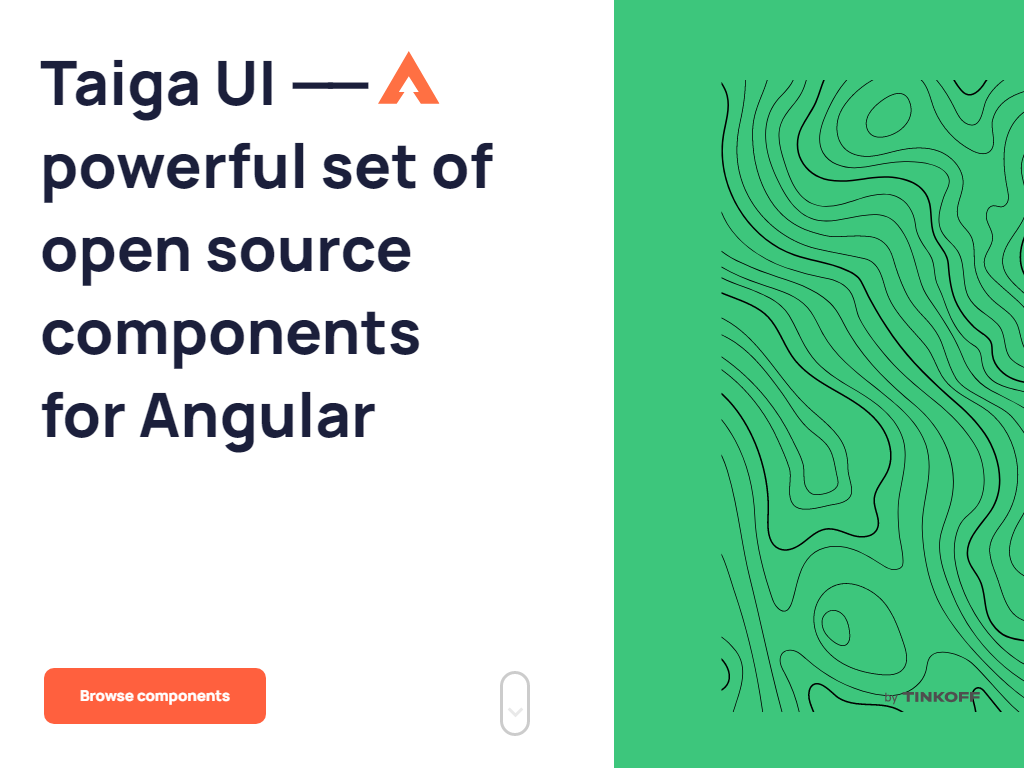 Taiga UI —
powerful set of
open source
components
for Angular
Browse components
by TINKOFF